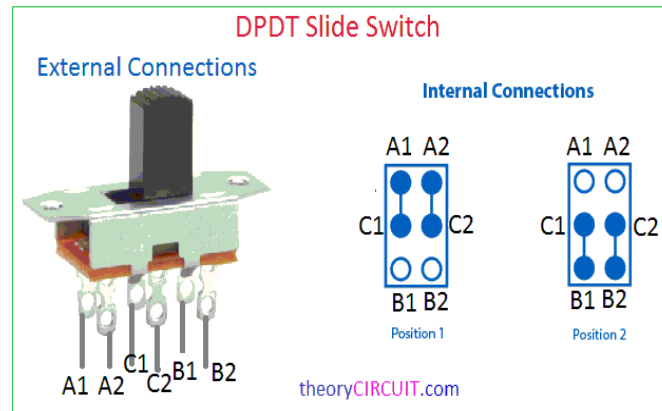 DPDT Slide Switch
External Connections
Internal Connections
A1 A2
C1 C2
B1 B2
Position 1
A1 A2
C1 C2
B1 B2
Position 2
A1 A2 C1 C2 B1 B2
theoryCIRCUIT.com